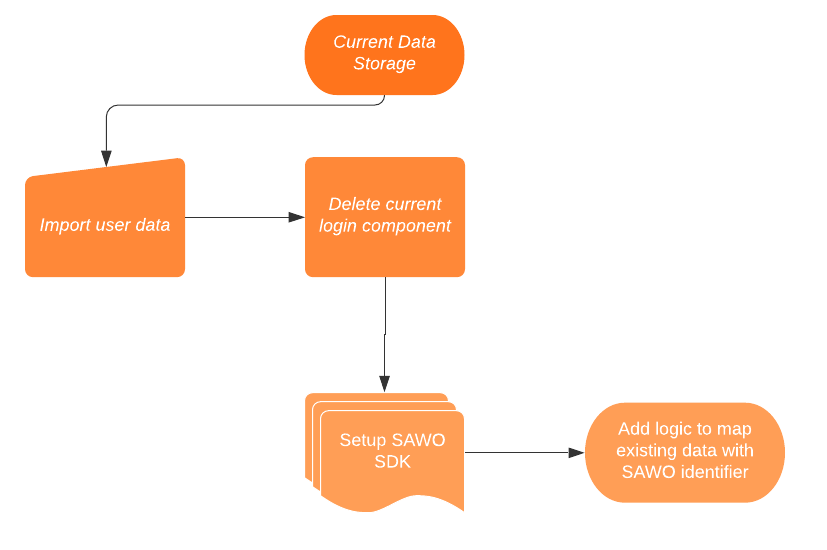 Current Data
Storage
Import user data
Delete current
login component
Setup SAWO
SDK
Add logic to map
existing data with
SAWO identifier